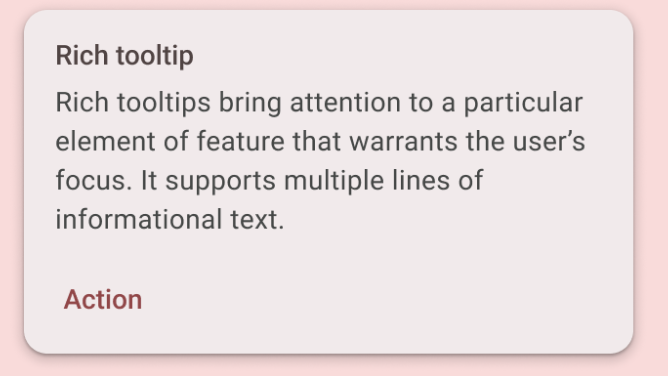 Rich tooltip
Rich tooltips bring attention to a particular
element of feature that warrants the user’s
focus. It supports multiple lines of
informational text.
Action